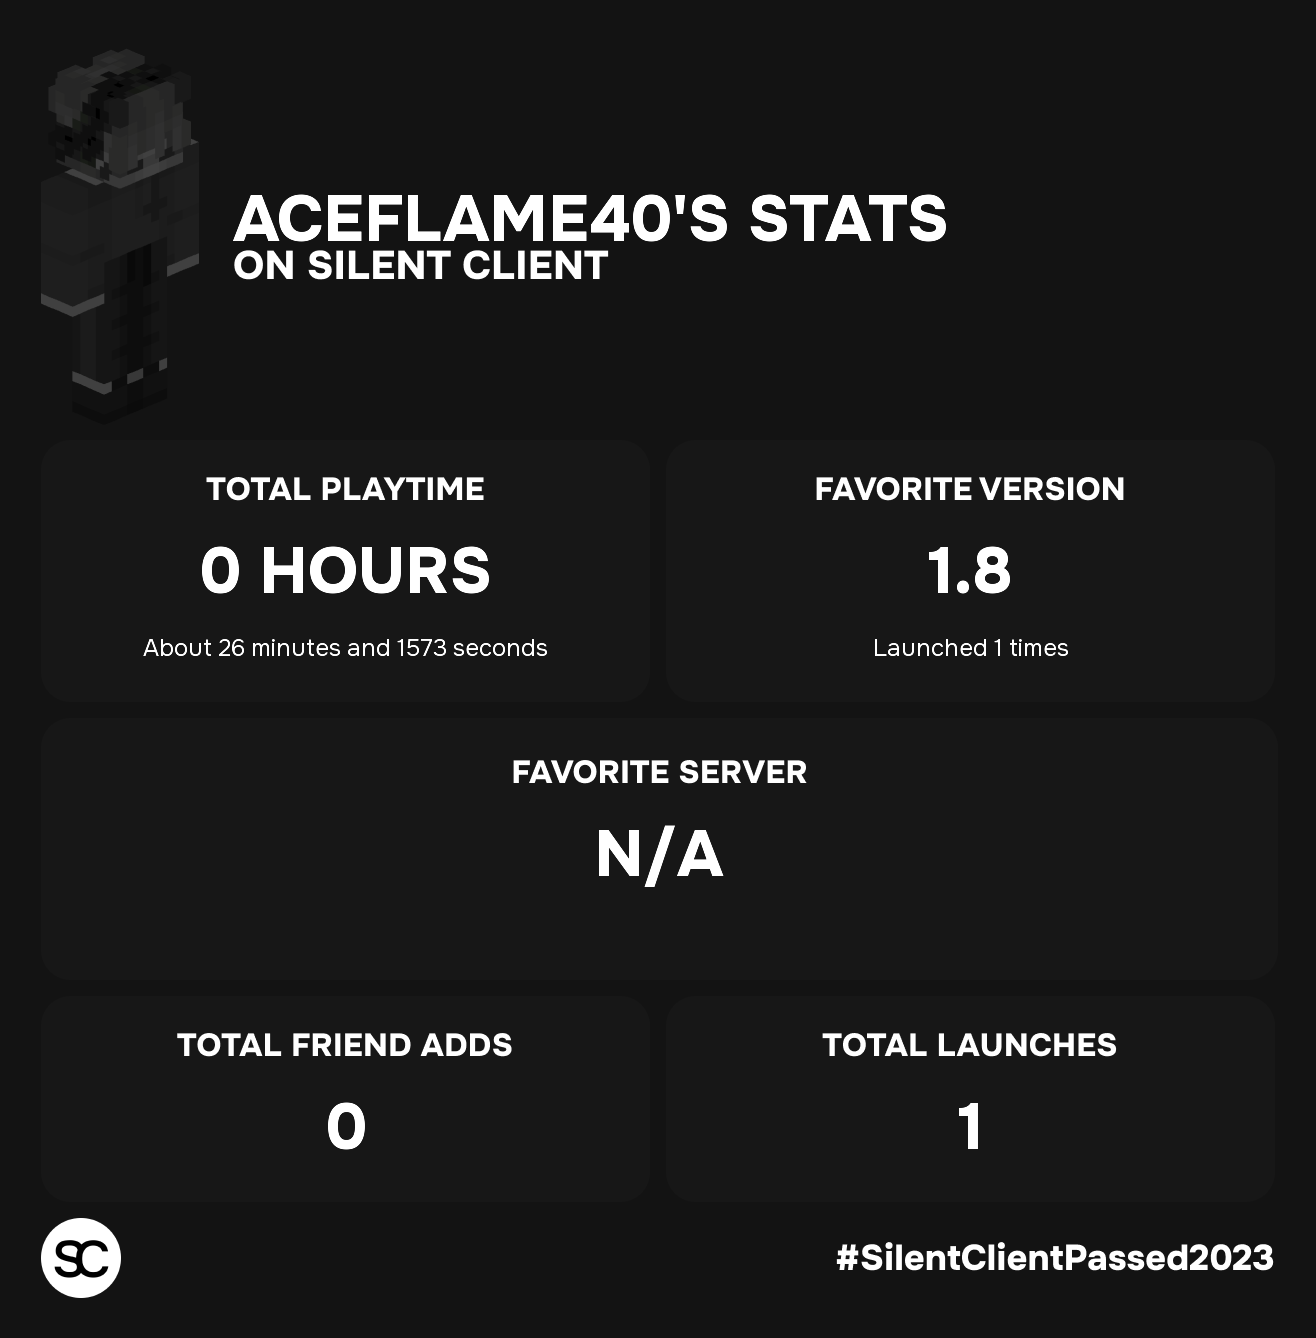 ACEFLAME40'S STATS
ON SILENT CLIENT
TOTAL PLAYTIME
0 HOURS
About 26 minutes and 1573 seconds
FAVORITE VERSION
1.8
Launched 1 times
FAVORITE SERVER
N/A
TOTAL FRIEND ADDS
0
TOTAL LAUNCHES
1
SC
#SilentClientPassed2023